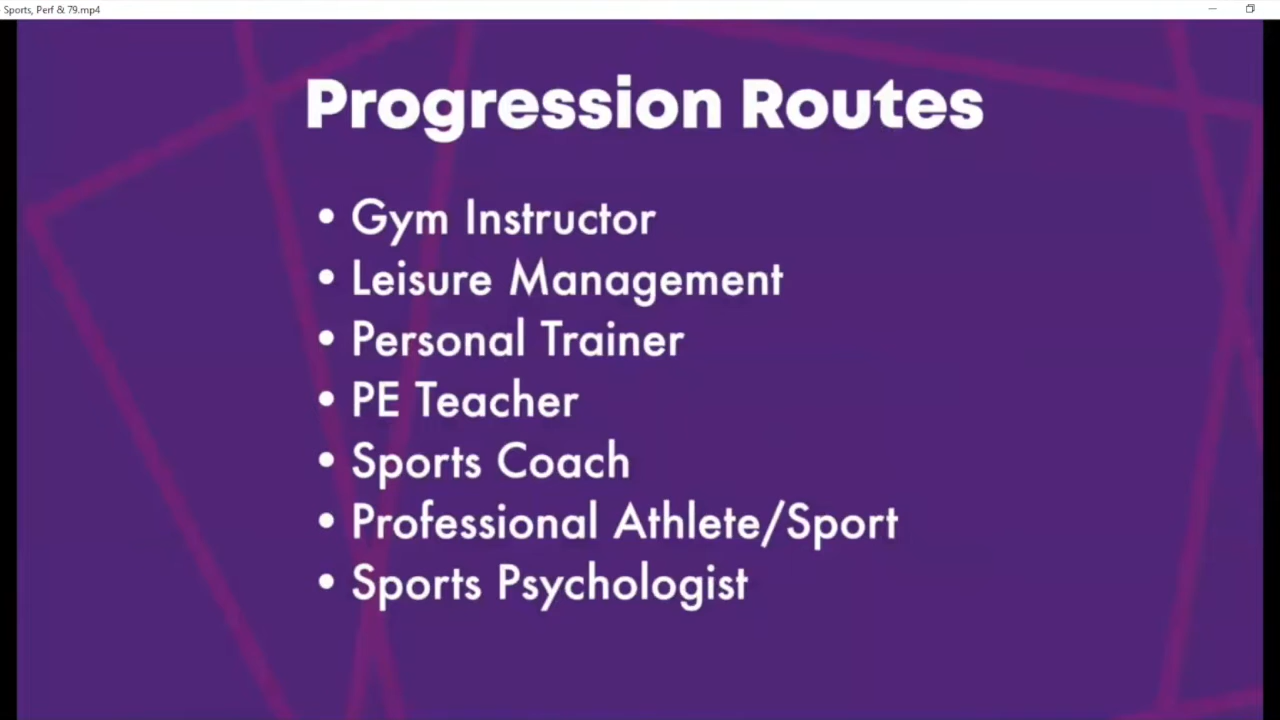 Sports, Perf & 79.mp4
Progression Routes
• Gym Instructor
• Leisure Management
• Personal Trainer
• PE Teacher
• Sports Coach
• Professional Athlete/Sport
• Sports Psychologist